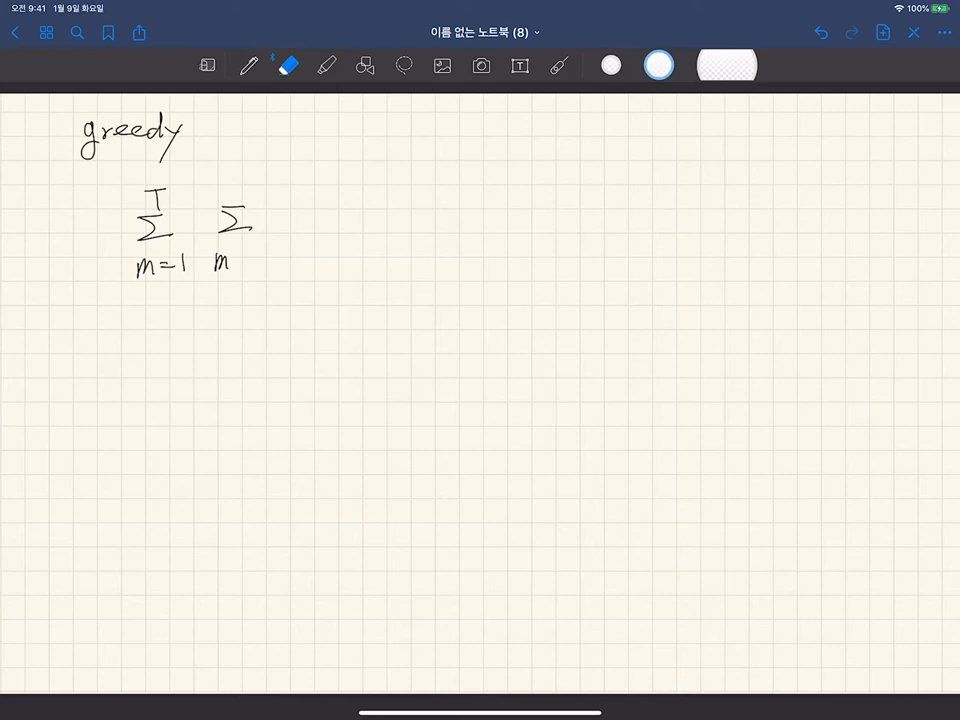 오전 9:41 1월 9일 화요일 100%
이름 없는 노트북 (8)
T
greedy
T
Σ Σ
m=1 m